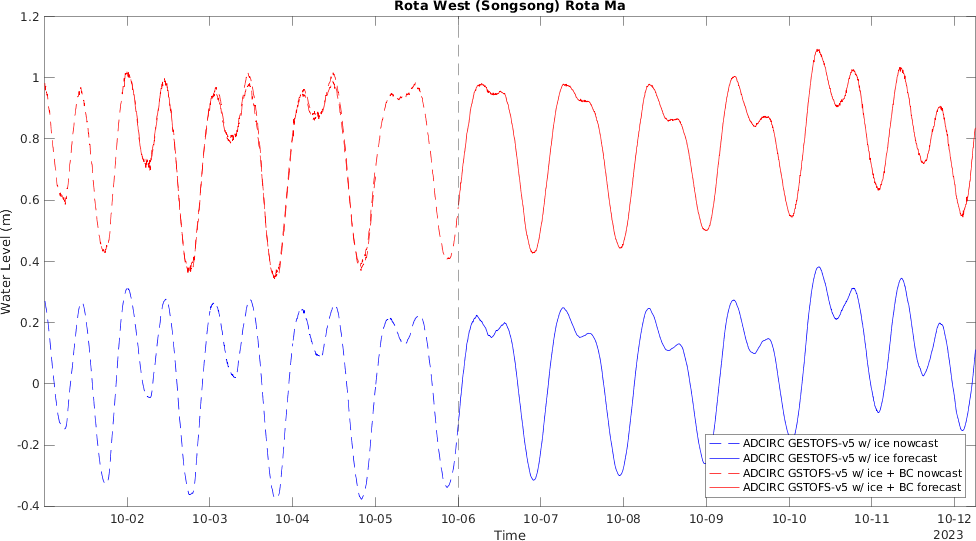 Rota West (Songsong) Rota Ma
1.2
1
0.8
0.6
0.4
0.2
0
-0.2
-0.4
Water Level (m)
ADCIRC GESTOFS-v5 w/ ice nowcast
ADCIRC GESTOFS-v5 w/ ice forecast
ADCIRC GSTOFS-v5 w/ ice + BC nowcast
ADCIRC GSTOFS-v5 w/ ice + BC forecast
10-02 10-03 10-04 10-05 10-06 10-07 10-08 10-09 10-10 10-11 10-12
Time 2023